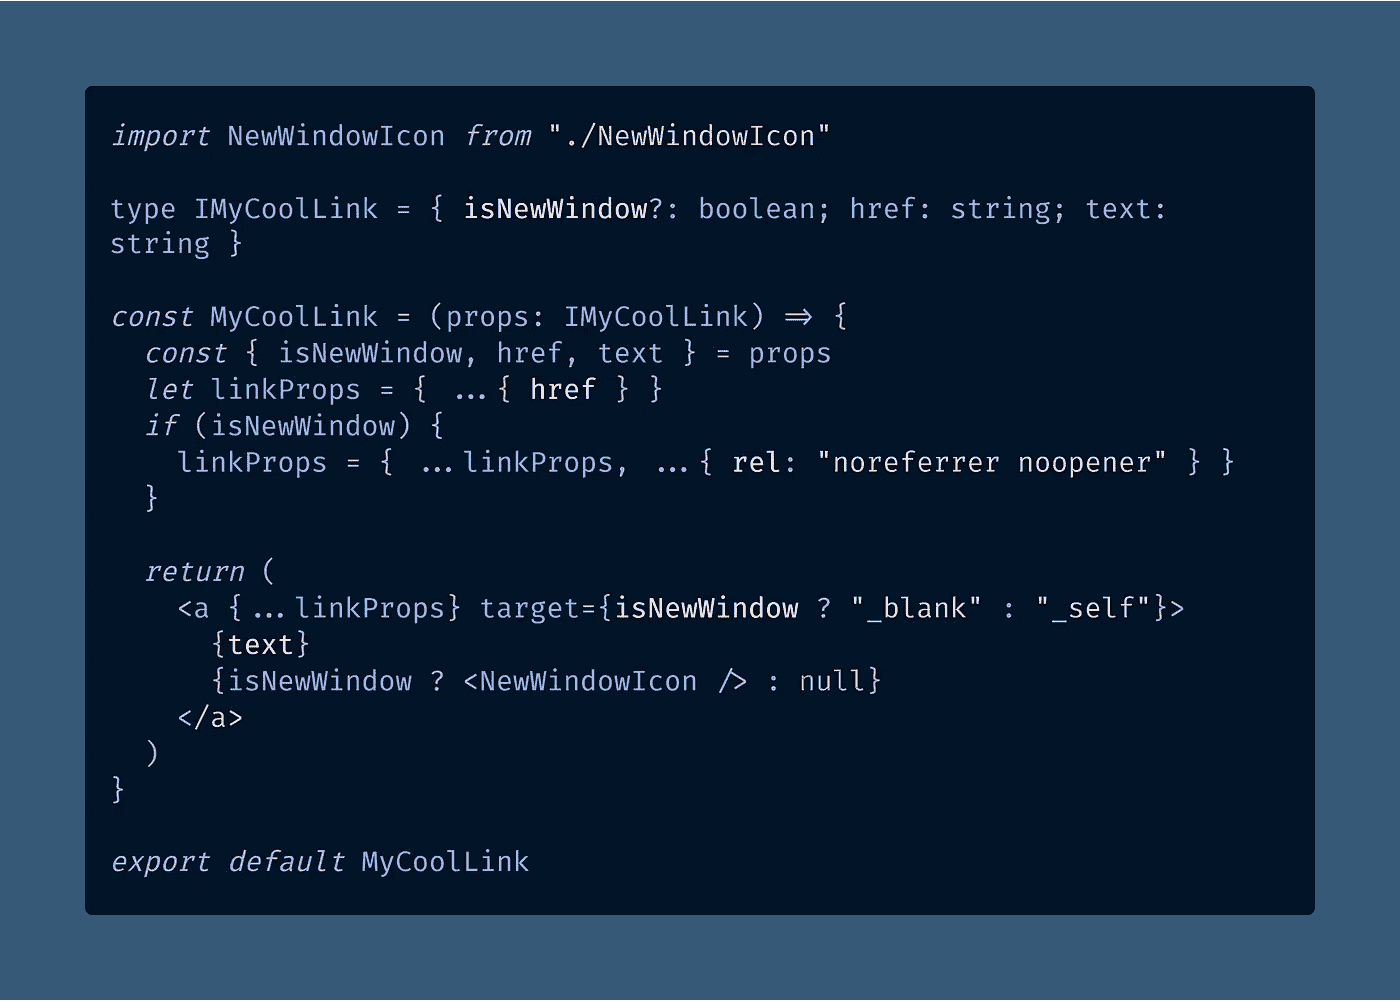 import NewWindowIcon from "./NewWindowIcon"
type IMyCoolLink = { isNewWindow?: boolean; href: string; text:
string }
const MyCoolLink = (props: IMyCoolLink) => {
const { isNewWindow, href, text } = props
let linkProps = { ...{ href } }
if (isNewWindow) {
linkProps = { ...linkProps, ...{ rel: "noreferrer noopener" } }
}
return (
<a {...linkProps} target={isNewWindow ? "_blank" : "_self"}>
{text}
{isNewWindow ? <NewWindowIcon /> : null}
</a>
)
}
export default MyCoolLink